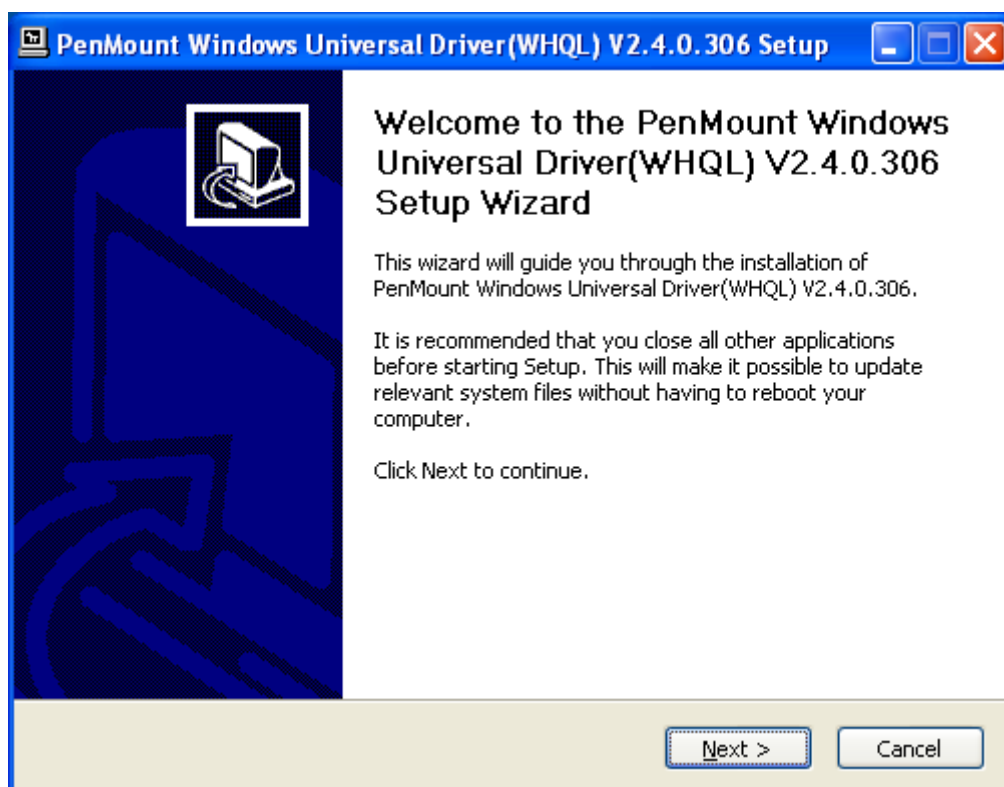 PenMount Windows Universal Driver(WHQL) V2.4.0.306 Setup
Welcome to the PenMount Windows
Universal Driver(WHQL) V2.4.0.306
Setup Wizard
This wizard will guide you through the installation of
PenMount Windows Universal Driver(WHQL) V2.4.0.306.
It is recommended that you close all other applications
before starting Setup. This will make it possible to update
relevant system files without having to reboot your
computer.
Click Next to continue.
Next >
Cancel